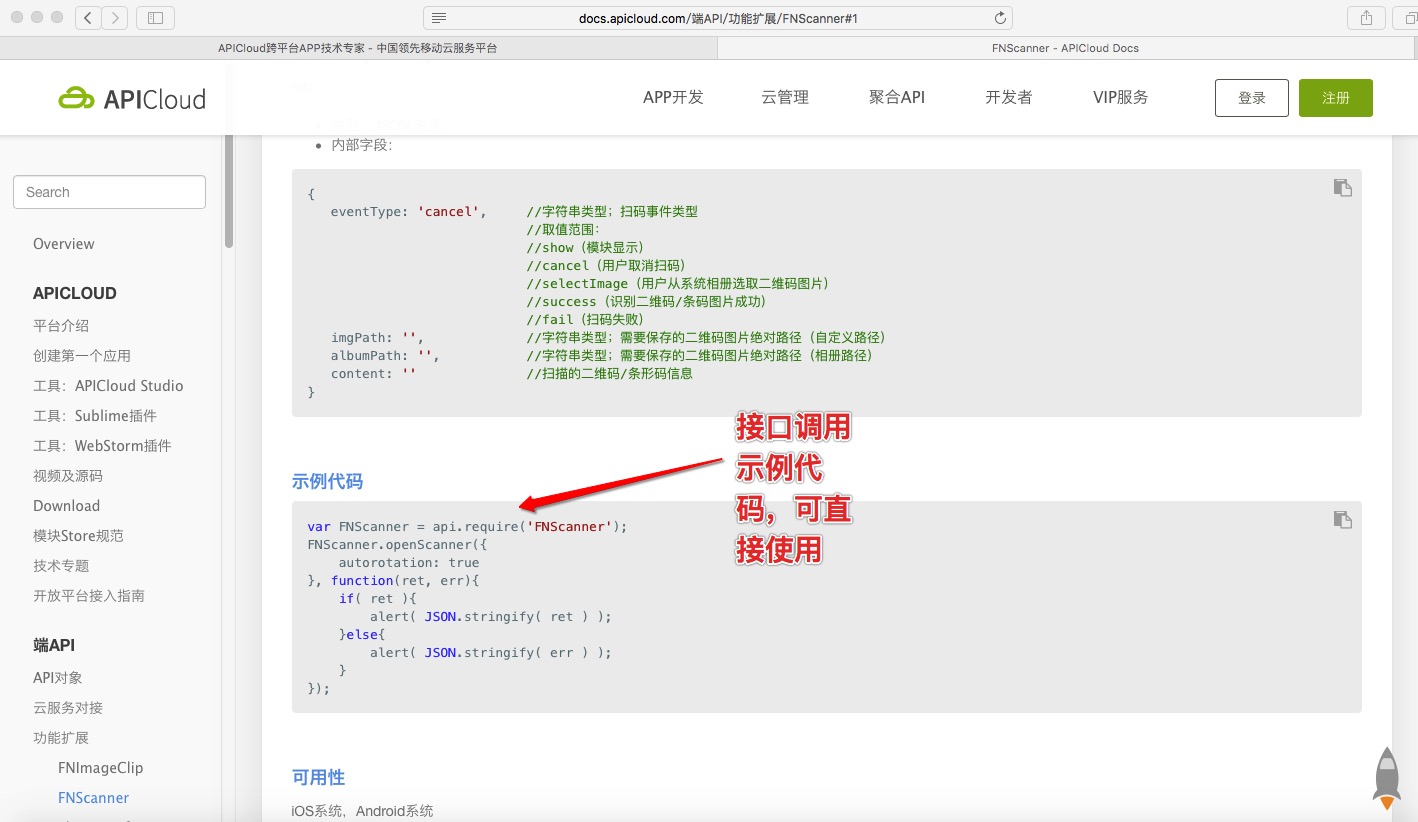 docs.apicloud.com/端API/功能扩展/FNScanner#1
APICloud跨平台APP技术专家 - 中国领先移动云服务平台
FNScanner - APICloud Docs
APICloud
APP开发
云管理
聚合API
开发者
VIP服务
登录
注册
Search
Overview
APICLOUD
平台介绍
创建第一个应用
工具：APICloud Studio
工具：Sublime插件
工具：WebStorm插件
视频及源码
Download
模块Store规范
技术专题
开放平台接入指南
端API
API对象
云服务对接
功能扩展
FNImageClip
FNScanner
内部字段：
{
eventType: 'cancel', //字符串类型；扫码事件类型
//取值范围：
//show（模块显示）
//cancel（用户取消扫码）
//selectImage（用户从系统相册选取二维码图片）
//success（识别二维码/条码图片成功）
//fail（扫码失败）
imgPath: '', //字符串类型；需要保存的二维码图片绝对路径（自定义路径）
albumPath: '', //字符串类型；需要保存的二维码图片绝对路径（相册路径）
content: '' //扫描的二维码/条形码信息
}
接口调用
示例代
码，可直
接使用
示例代码
var FNScanner = api.require('FNScanner');
FNScanner.openScanner({
autorotation: true
}, function(ret, err){
if( ret ){
alert( JSON.stringify( ret ) );
}else{
alert( JSON.stringify( err ) );
}
});
可用性
iOS系统，Android系统